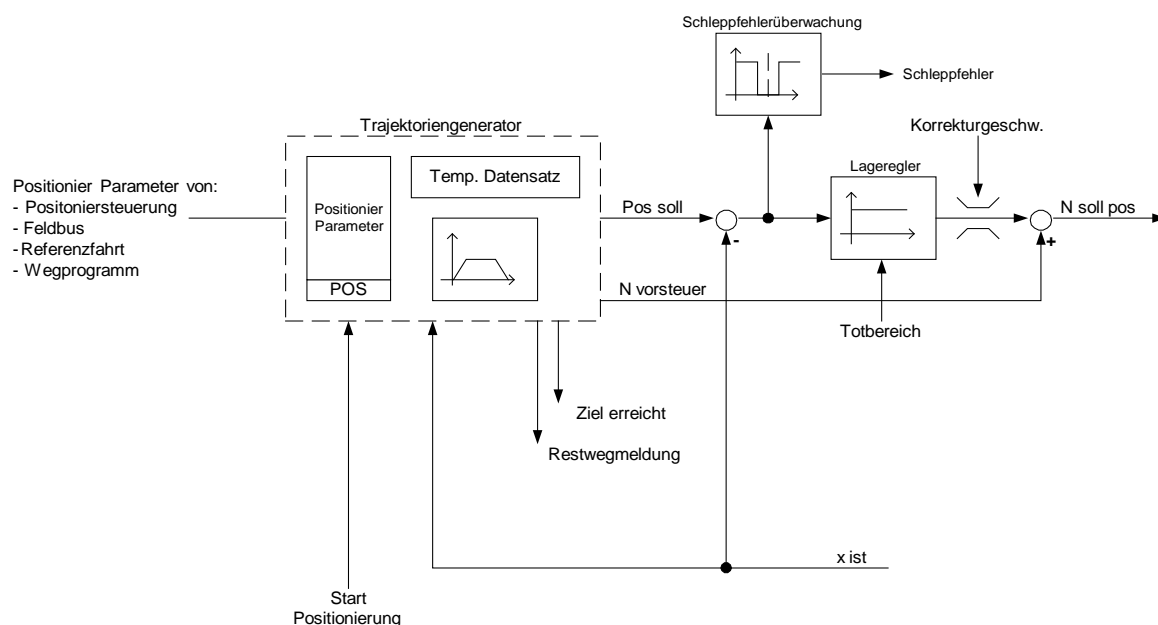 Schleppfehlerüberwachung
Schleppfehler
Korrekturgeschw.
Trajektoriengenerator
Lageregler
Temp. Datensatz
Positionier Parameter von:
- Positoniersteuerung
- Feldbus
-Referenzfahrt
- Wegprogramm
Positionier
Parameter
POS
Pos soll
-
N soll pos
+
N vorsteuer
Totbereich
Ziel erreicht
Restwegmeldung
x ist
Start
Positionierung